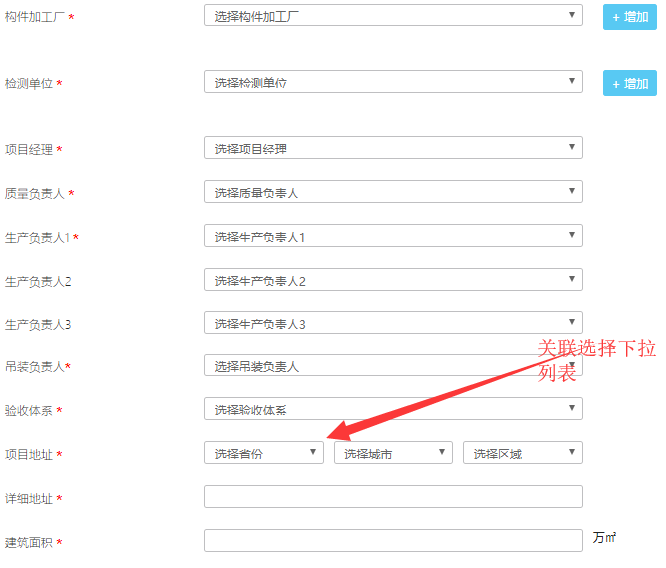 构件加工厂 * 选择构件加工厂 + 增加
检测单位 * 选择检测单位 + 增加
项目经理 * 选择项目经理
质量负责人 * 选择质量负责人
生产负责人1 * 选择生产负责人1
生产负责人2 选择生产负责人2
生产负责人3 选择生产负责人3
关联选择下拉
列表
吊装负责人* 选择吊装负责人
验收体系 * 选择验收体系
项目地址 * 选择省份 选择城市 选择区域
详细地址 *
建筑面积 * 万㎡